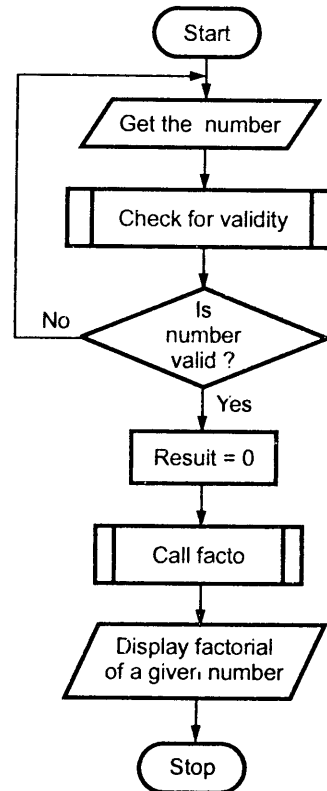 Start
Get the number
Check for validity
Is
number
valid ?
No
Yes
Resuit = 0
Call facto
Display factorial
of a given number
Stop